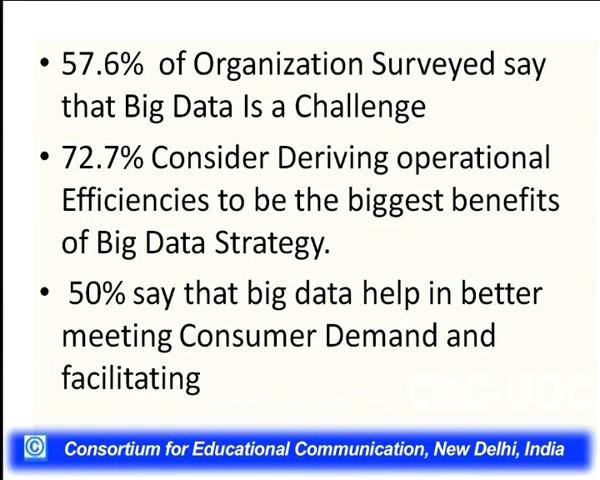 • 57.6% of Organization Surveyed say
that Big Data Is a Challenge
• 72.7% Consider Deriving operational
Efficiencies to be the biggest benefits
of Big Data Strategy.
• 50% say that big data help in better
meeting Consumer Demand and
facilitating
CEC-UGC
© Consortium for Educational Communication, New Delhi, India